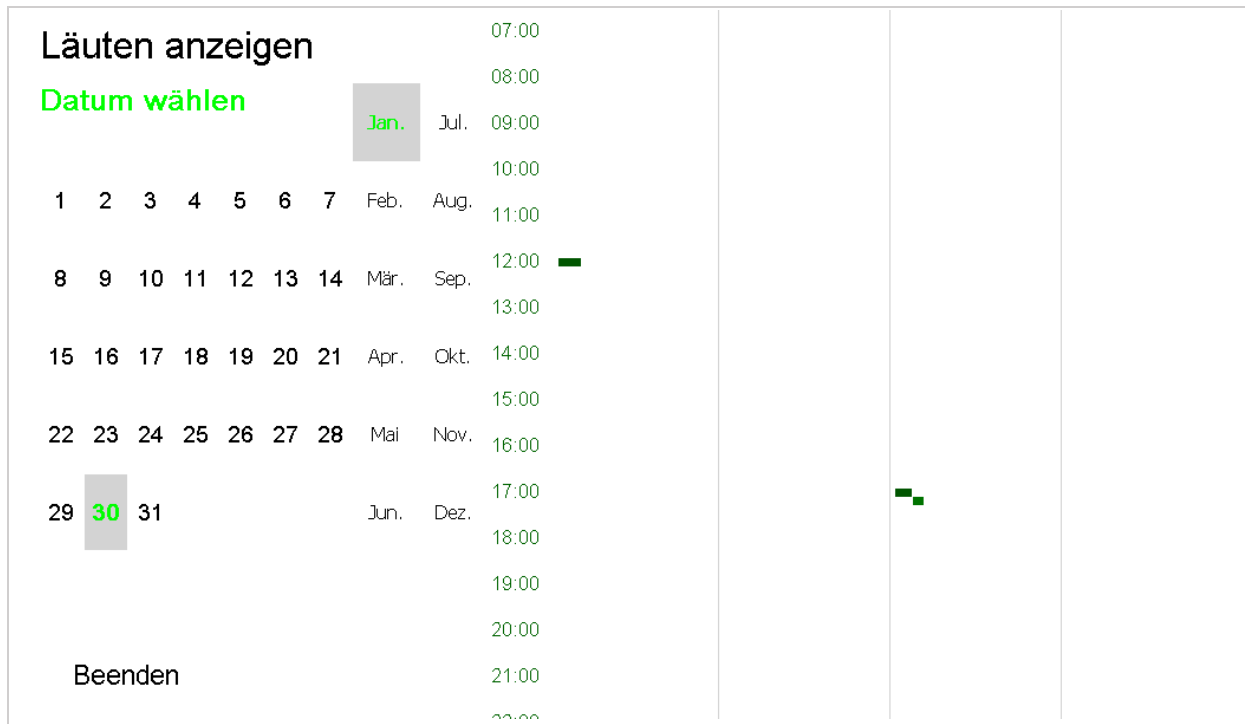 Läuten anzeigen
Datum wählen
Jan. Jul.
1 2 3 4 5 6 7 Feb. Aug.
8 9 10 11 12 13 14 Mär. Sep.
15 16 17 18 19 20 21 Apr. Okt.
22 23 24 25 26 27 28 Mai Nov.
29 30 31 Jun. Dez.
Beenden
07:00
08:00
09:00
10:00
11:00
12:00
13:00
14:00
15:00
16:00
17:00
18:00
19:00
20:00
21:00